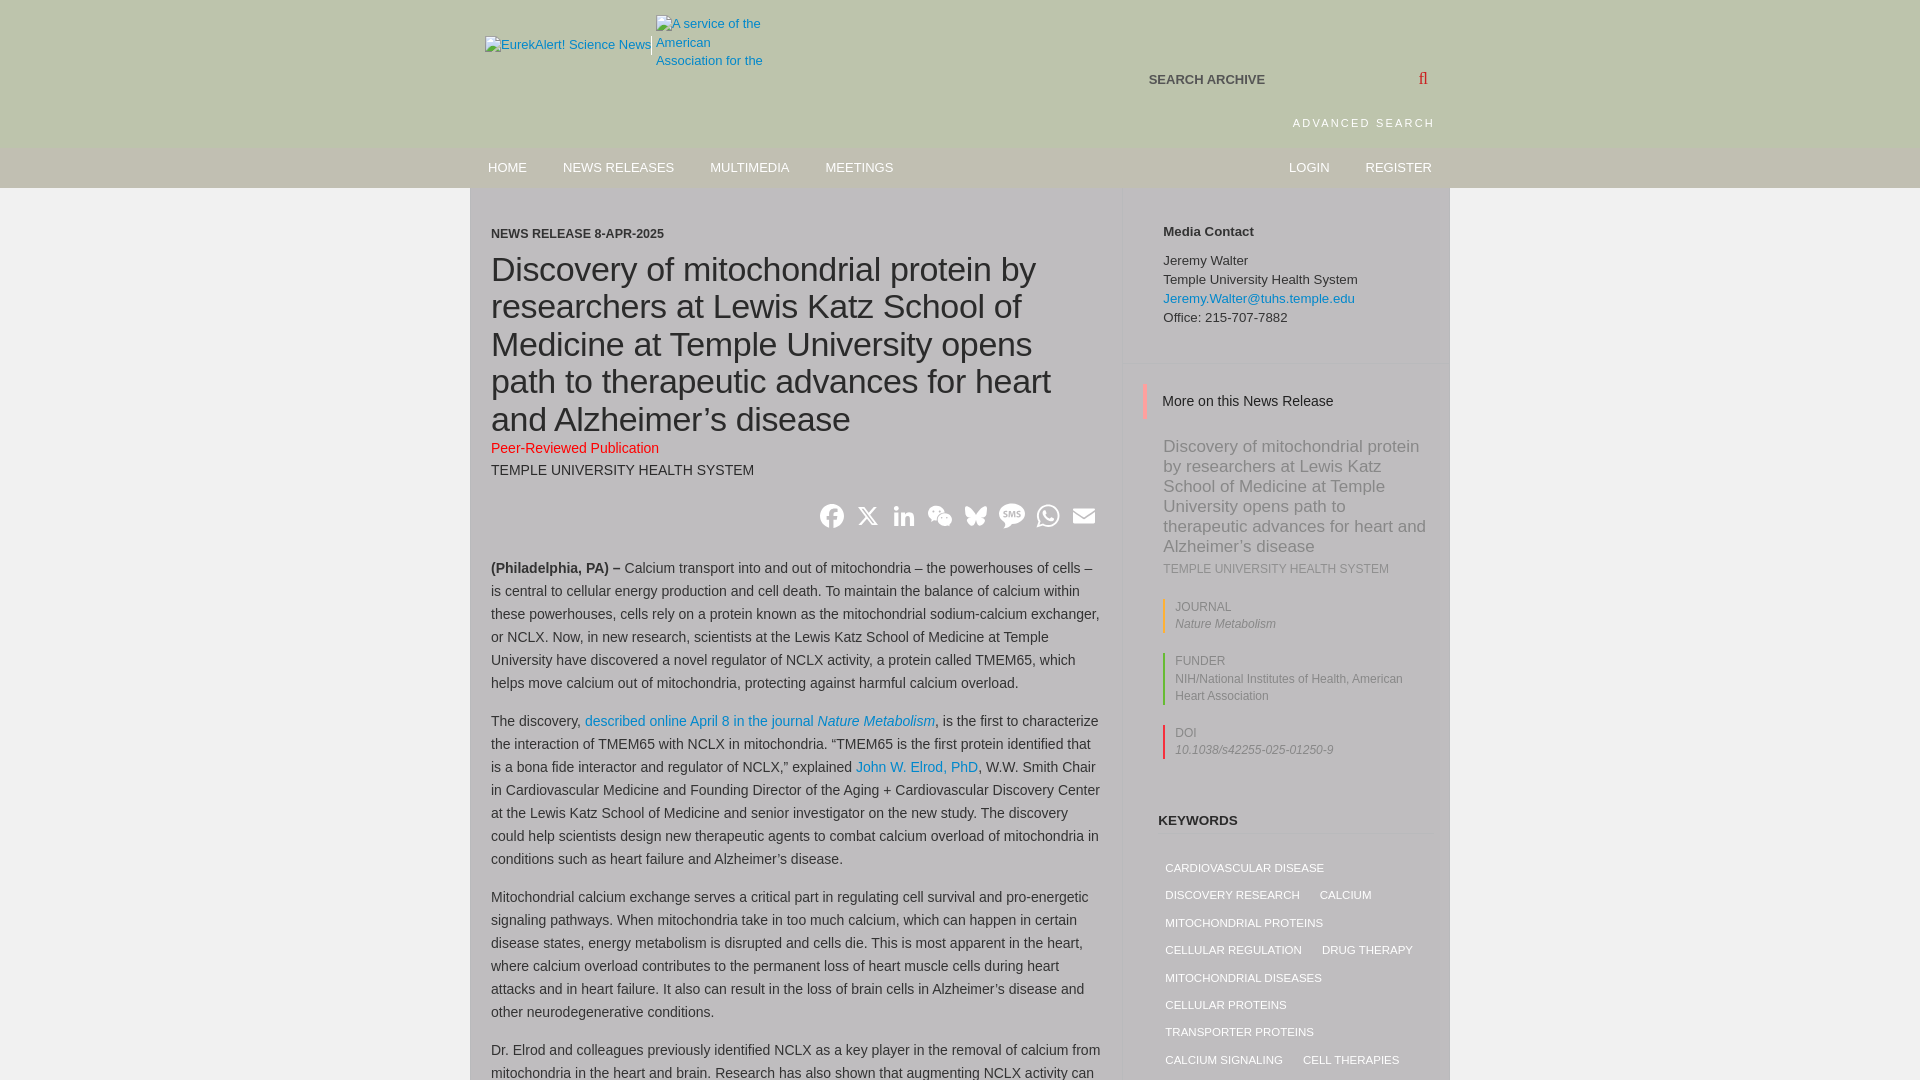 EurekAlert! Science News
A service of the
American
Association for the
SEARCH ARCHIVE
ADVANCED SEARCH
HOME NEWS RELEASES MULTIMEDIA MEETINGS LOGIN REGISTER
NEWS RELEASE 8-APR-2025
Discovery of mitochondrial protein by
researchers at Lewis Katz School of
Medicine at Temple University opens
path to therapeutic advances for heart
and Alzheimer’s disease
Peer-Reviewed Publication
TEMPLE UNIVERSITY HEALTH SYSTEM
SMS
(Philadelphia, PA) – Calcium transport into and out of mitochondria – the powerhouses of cells –
is central to cellular energy production and cell death. To maintain the balance of calcium within
these powerhouses, cells rely on a protein known as the mitochondrial sodium-calcium exchanger,
or NCLX. Now, in new research, scientists at the Lewis Katz School of Medicine at Temple
University have discovered a novel regulator of NCLX activity, a protein called TMEM65, which
helps move calcium out of mitochondria, protecting against harmful calcium overload.
The discovery, described online April 8 in the journal Nature Metabolism, is the first to characterize
the interaction of TMEM65 with NCLX in mitochondria. “TMEM65 is the first protein identified that
is a bona fide interactor and regulator of NCLX,” explained John W. Elrod, PhD, W.W. Smith Chair
in Cardiovascular Medicine and Founding Director of the Aging + Cardiovascular Discovery Center
at the Lewis Katz School of Medicine and senior investigator on the new study. The discovery
could help scientists design new therapeutic agents to combat calcium overload of mitochondria in
conditions such as heart failure and Alzheimer’s disease.
Mitochondrial calcium exchange serves a critical part in regulating cell survival and pro-energetic
signaling pathways. When mitochondria take in too much calcium, which can happen in certain
disease states, energy metabolism is disrupted and cells die. This is most apparent in the heart,
where calcium overload contributes to the permanent loss of heart muscle cells during heart
attacks and in heart failure. It also can result in the loss of brain cells in Alzheimer’s disease and
other neurodegenerative conditions.
Dr. Elrod and colleagues previously identified NCLX as a key player in the removal of calcium from
mitochondria in the heart and brain. Research has also shown that augmenting NCLX activity can
Media Contact
Jeremy Walter
Temple University Health System
Jeremy.Walter@tuhs.temple.edu
Office: 215-707-7882
More on this News Release
Discovery of mitochondrial protein
by researchers at Lewis Katz
School of Medicine at Temple
University opens path to
therapeutic advances for heart and
Alzheimer’s disease
TEMPLE UNIVERSITY HEALTH SYSTEM
JOURNAL
Nature Metabolism
FUNDER
NIH/National Institutes of Health, American
Heart Association
DOI
10.1038/s42255-025-01250-9
KEYWORDS
CARDIOVASCULAR DISEASE
DISCOVERY RESEARCH CALCIUM
MITOCHONDRIAL PROTEINS
CELLULAR REGULATION DRUG THERAPY
MITOCHONDRIAL DISEASES
CELLULAR PROTEINS
TRANSPORTER PROTEINS
CALCIUM SIGNALING CELL THERAPIES